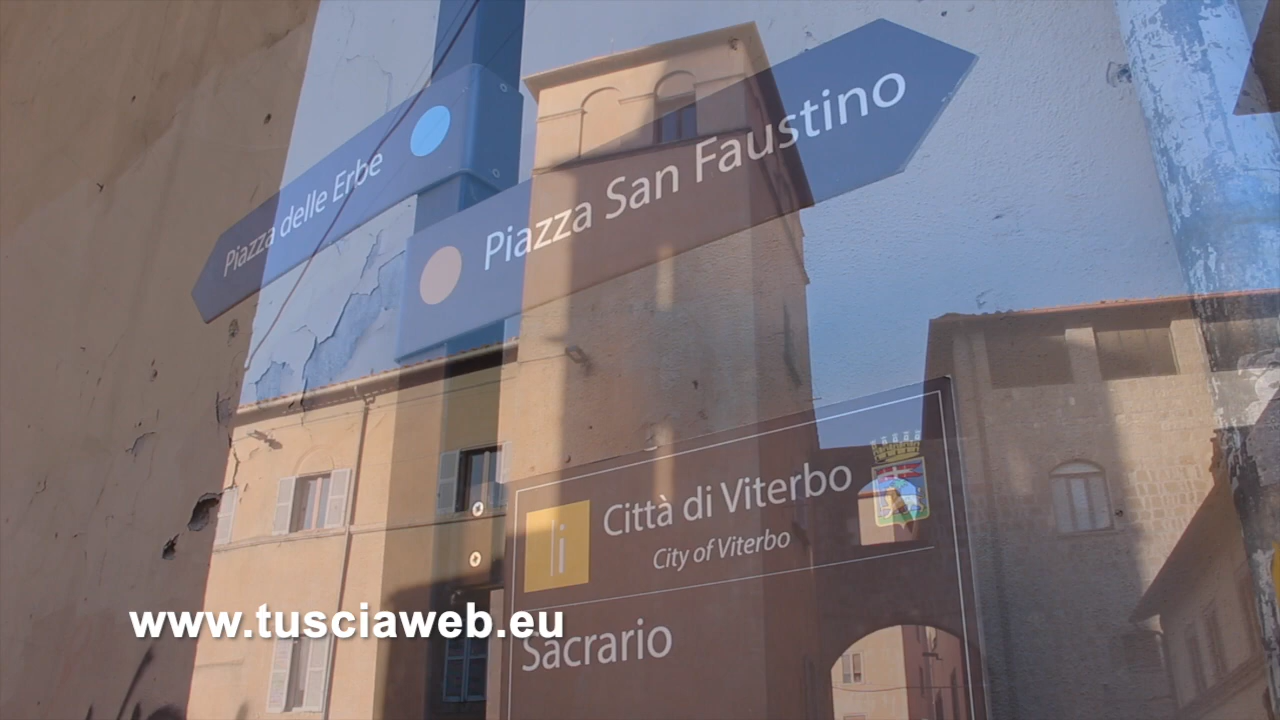 Piazza delle Erbe
Piazza San Faustino
i
Città di Viterbo
City of Viterbo
Sacrario
www.tusciaweb.eu